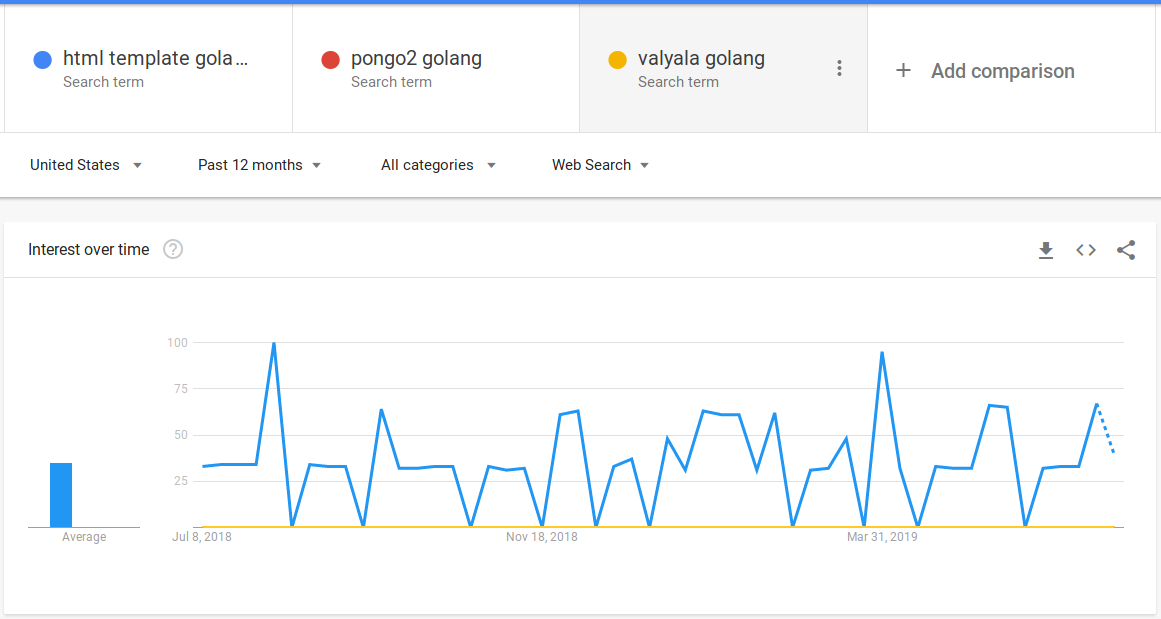 html template gola...
Search term
pongo2 golang
Search term
valyala golang
Search term
+ Add comparison
United States
Past 12 months
All categories
Web Search
Interest over time ?
100
75
50
25
Average
Jul 8, 2018
Nov 18, 2018
Mar 31, 2019